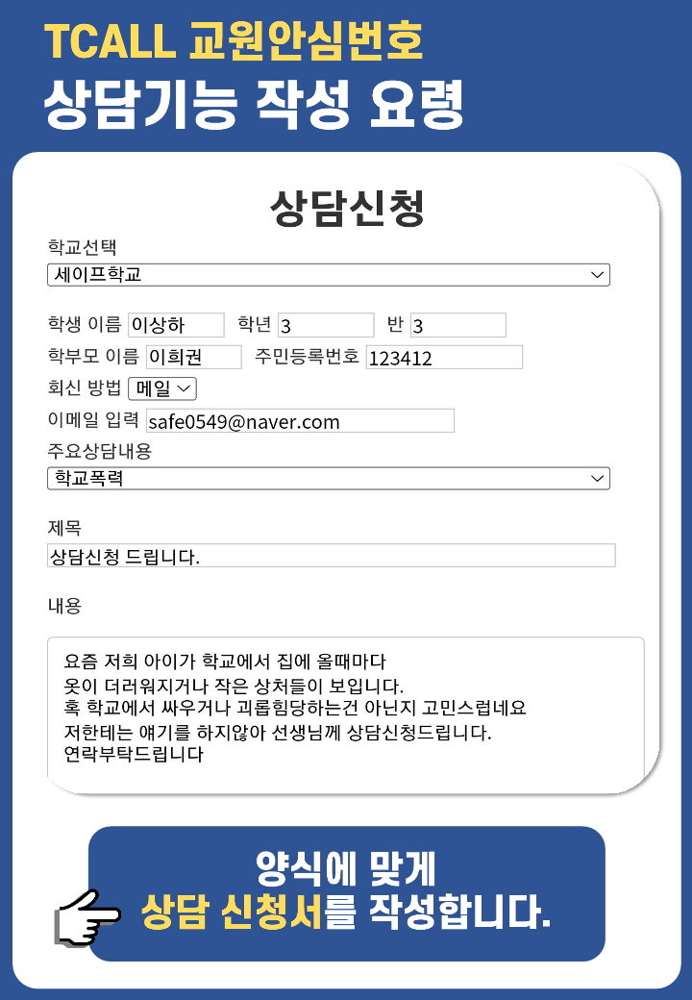 TCALL 교원안심번호
상담기능 작성 요령
상담신청
학교선택
세이프학교
학생 이름 이상하 학년 3 반 3
학부모 이름 이희권 주민등록번호 123412
회신 방법 메일
이메일 입력 safe0549@naver.com
주요상담내용
학교폭력
제목
상담신청 드립니다.
내용
요즘 저희 아이가 학교에서 집에 올때마다
옷이 더러워지거나 작은 상처들이 보입니다.
혹 학교에서 싸우거나 괴롭힘당하는건 아닌지 고민스럽네요
저한테는 얘기를 하지않아 선생님께 상담신청드립니다.
연락부탁드립니다
양식에 맞게
상담 신청서를 작성합니다.